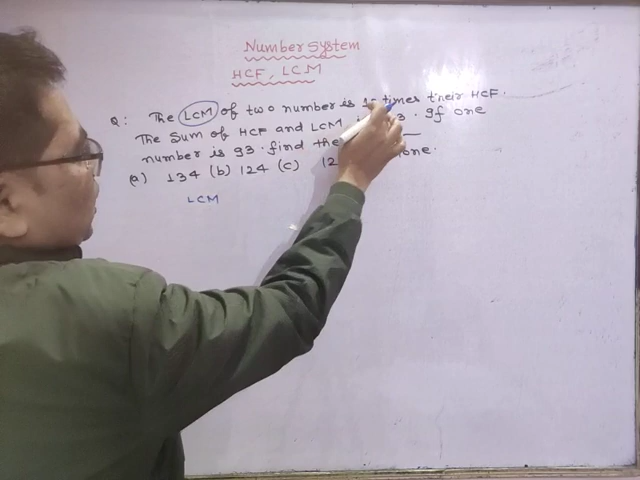 Number System
HCF, LCM
Q: The LCM of two number is times their HCF.
The sum of HCF and LCM 3. If one
number is 93. find the one.
(a) 134 (b) 124 (c) 12
LCM